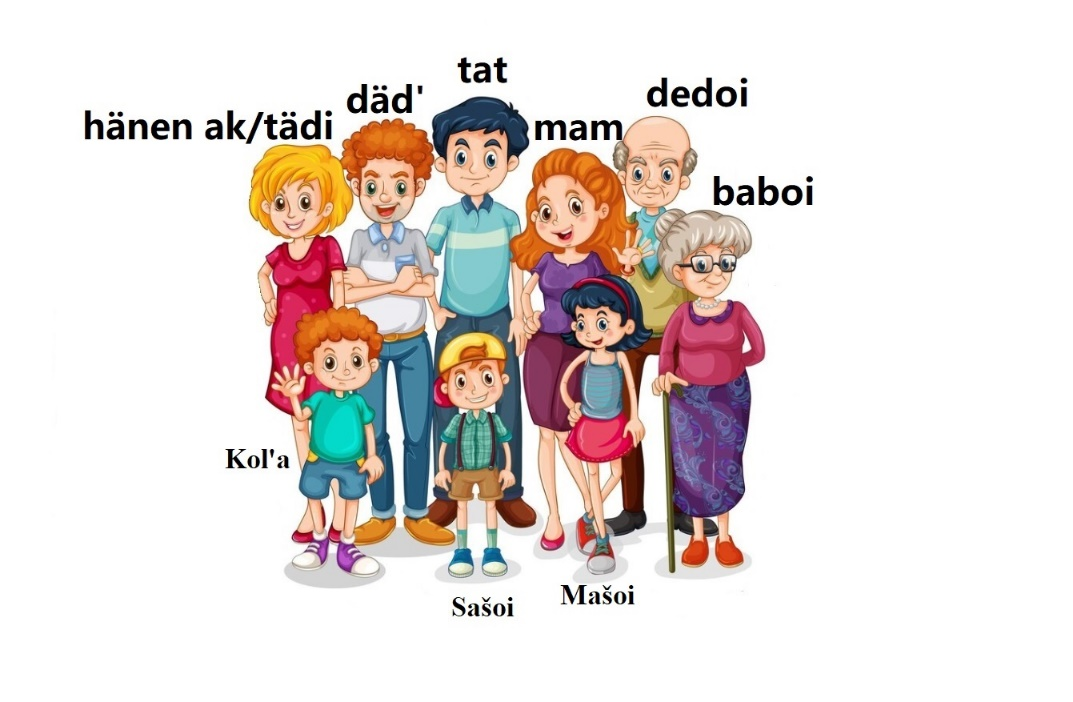 tat
däd'
dedoi
hänen ak/tädi
mam
baboi
Kol'a
Sašoi
Mašoi